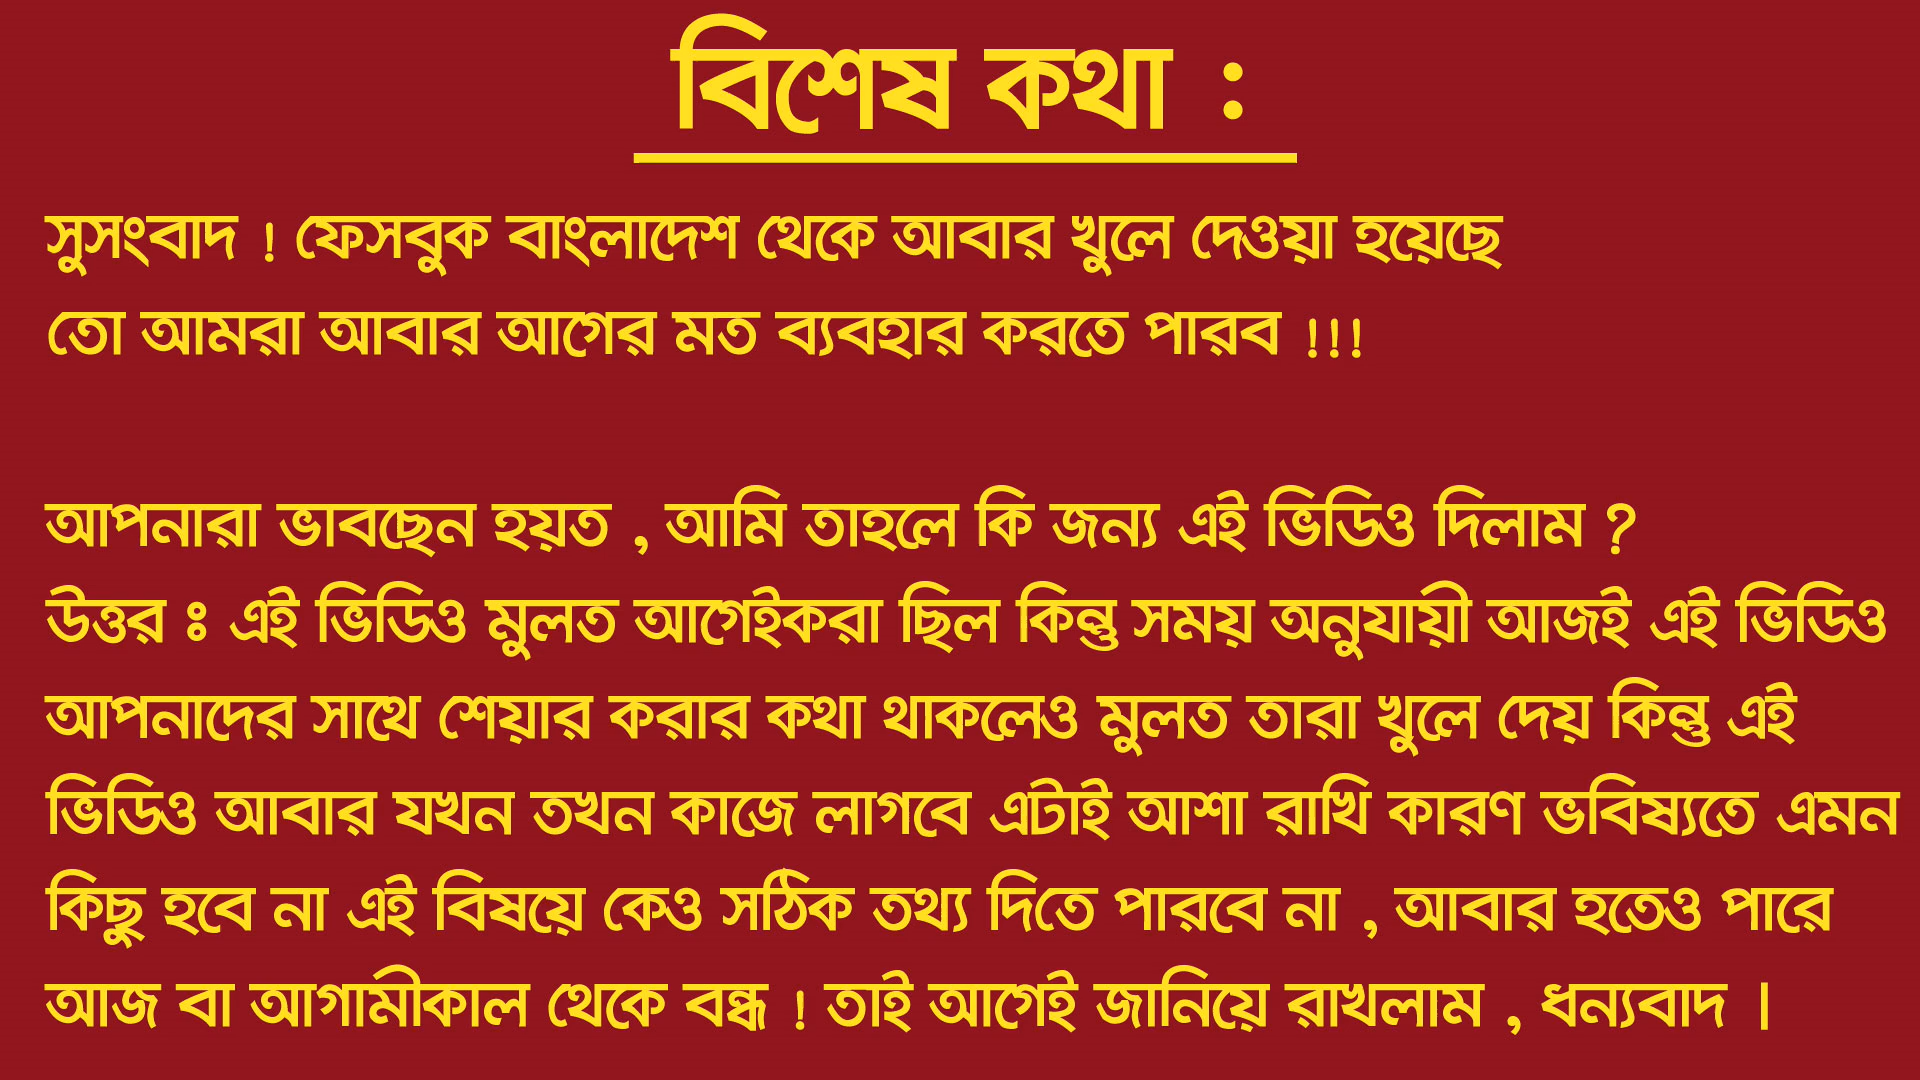 বিশেষ কথা :
সুসংবাদ ! ফেসবুক বাংলাদেশ থেকে আবার খুলে দেওয়া হয়েছে
তো আমরা আবার আগের মত ব্যবহার করতে পারব !!!
আপনারা ভাবছেন হয়ত , আমি তাহলে কি জন্য এই ভিডিও দিলাম ?
উত্তর ঃ এই ভিডিও মুলত আগেইকরা ছিল কিন্তু সময় অনুযায়ী আজই এই ভিডিও
আপনাদের সাথে শেয়ার করার কথা থাকলেও মুলত তারা খুলে দেয় কিন্তু এই
ভিডিও আবার যখন তখন কাজে লাগবে এটাই আশা রাখি কারণ ভবিষ্যতে এমন
কিছু হবে না এই বিষয়ে কেও সঠিক তথ্য দিতে পারবে না , আবার হতেও পারে
আজ বা আগামীকাল থেকে বন্ধ ! তাই আগেই জানিয়ে রাখলাম , ধন্যবাদ ।